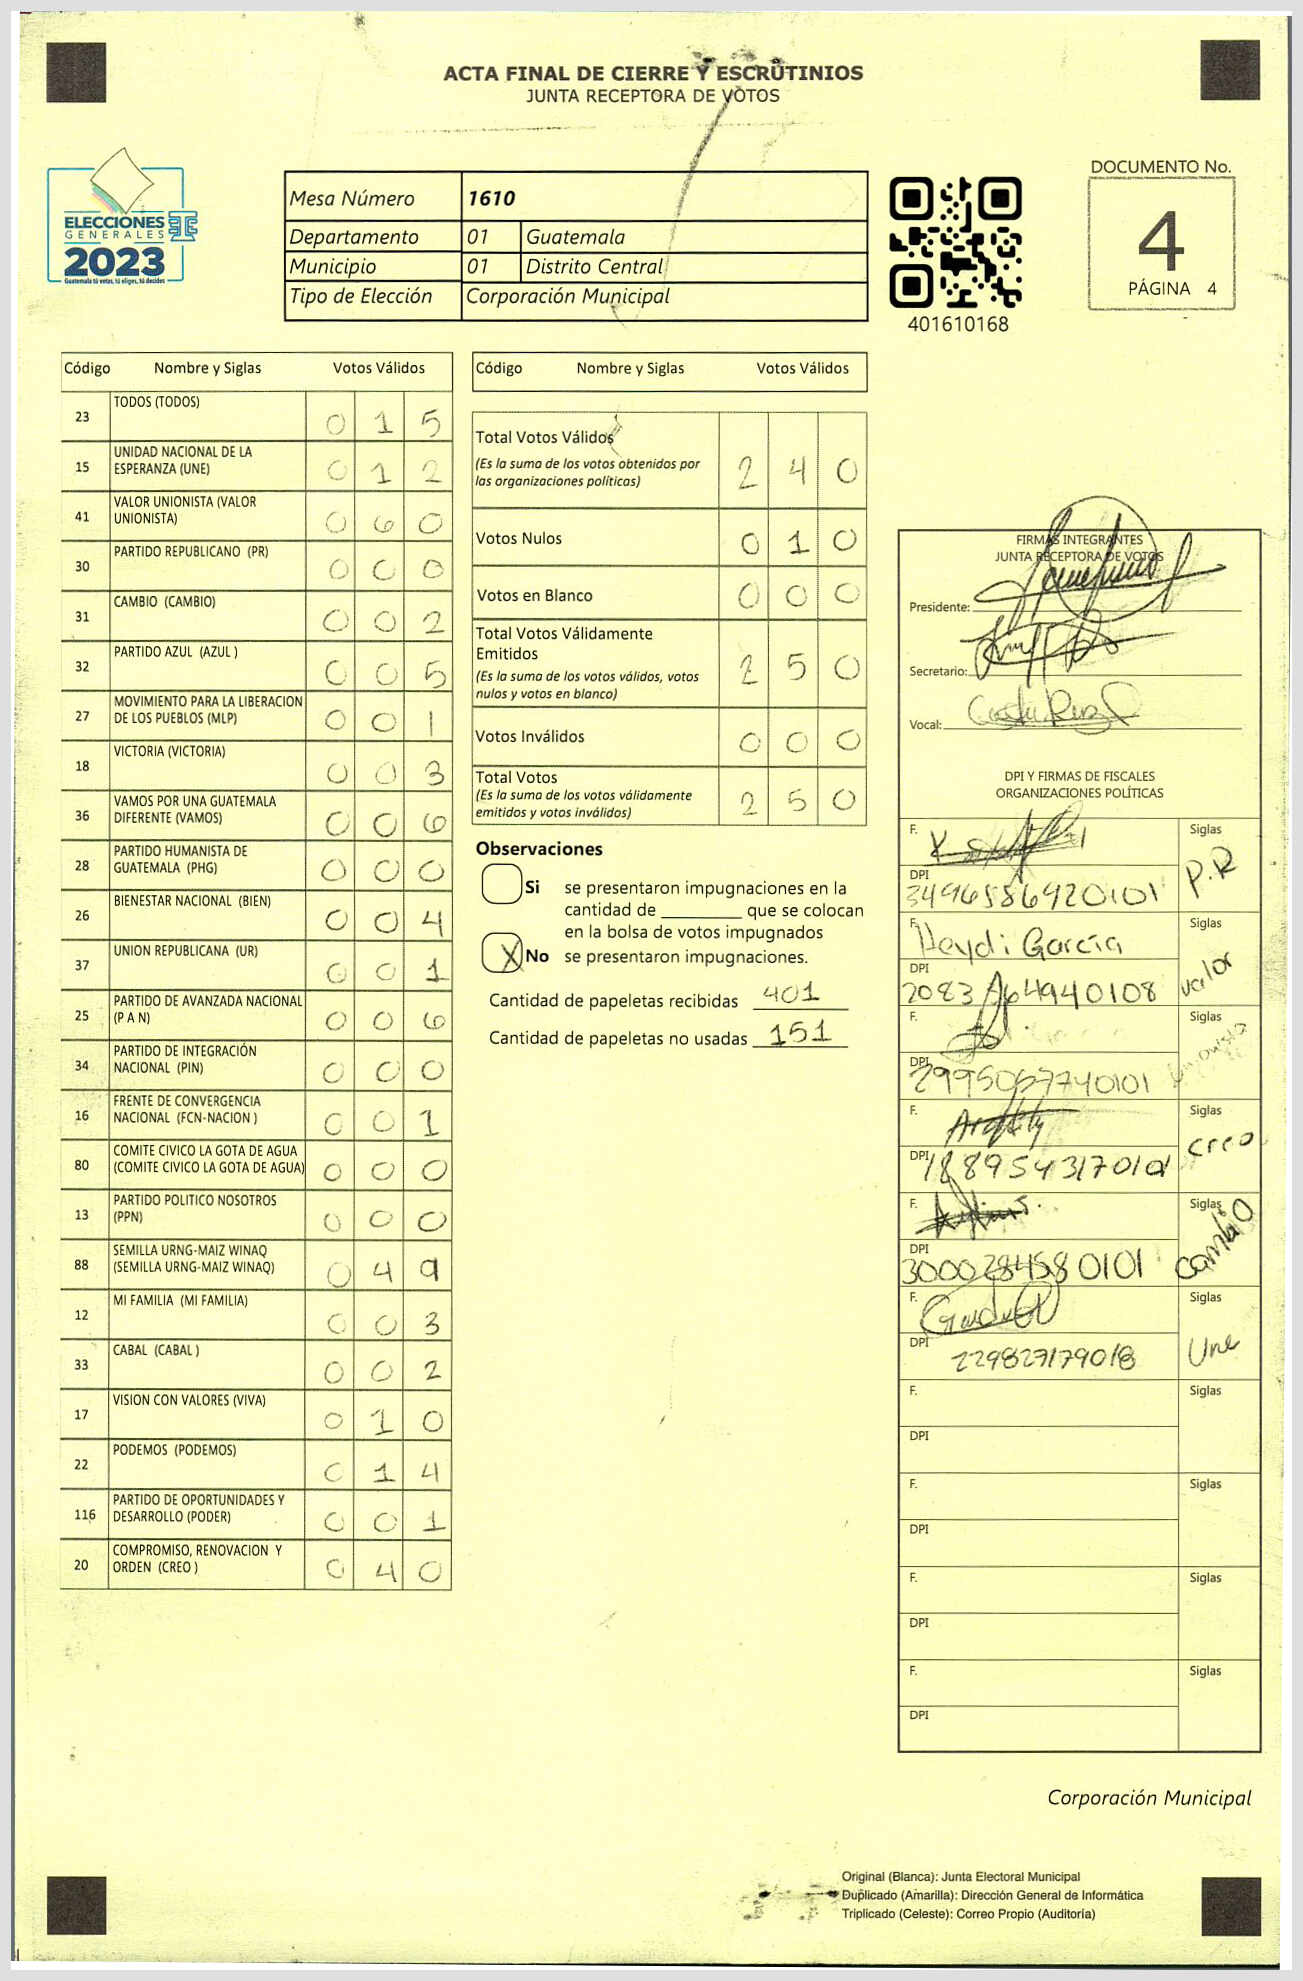 ACTA FINAL DE CIERRE Y ESCRUTINIOS
JUNTA RECEPTORA DE VOTOS
ELECCIONES
GENERALES
2023
Guatemala tú votas, tú eliges, tú decides
Mesa Número 1610
Departamento 01 Guatemala
Municipio 01 Distrito Central
Tipo de Elección Corporación Municipal
401610168
DOCUMENTO No.
4
PÁGINA 4
Código Nombre y Siglas Votos Válidos
23 TODOS (TODOS) 0 1 5
15 UNIDAD NACIONAL DE LA
ESPERANZA (UNE) 0 1 2
41 VALOR UNIONISTA (VALOR
UNIONISTA) 0 6 0
30 PARTIDO REPUBLICANO (PR) 0 0 0
31 CAMBIO (CAMBIO) 0 0 2
32 PARTIDO AZUL (AZUL ) 0 0 5
27 MOVIMIENTO PARA LA LIBERACION
DE LOS PUEBLOS (MLP) 0 0 1
18 VICTORIA (VICTORIA) 0 0 3
36 VAMOS POR UNA GUATEMALA
DIFERENTE (VAMOS) 0 0 6
28 PARTIDO HUMANISTA DE
GUATEMALA (PHG) 0 0 0
26 BIENESTAR NACIONAL (BIEN) 0 0 4
37 UNION REPUBLICANA (UR) 0 0 1
25 PARTIDO DE AVANZADA NACIONAL
(P A N) 0 0 6
34 PARTIDO DE INTEGRACIÓN
NACIONAL (PIN) 0 0 0
16 FRENTE DE CONVERGENCIA
NACIONAL (FCN-NACION ) 0 0 1
80 COMITE CIVICO LA GOTA DE AGUA
(COMITE CIVICO LA GOTA DE AGUA) 0 0 0
13 PARTIDO POLITICO NOSOTROS
(PPN) 0 0 0
88 SEMILLA URNG-MAIZ WINAQ
(SEMILLA URNG-MAIZ WINAQ) 0 4 9
12 MI FAMILIA (MI FAMILIA) 0 0 3
33 CABAL (CABAL ) 0 0 2
17 VISION CON VALORES (VIVA) 0 1 0
22 PODEMOS (PODEMOS) 0 1 4
116 PARTIDO DE OPORTUNIDADES Y
DESARROLLO (PODER) 0 0 1
20 COMPROMISO, RENOVACION Y
ORDEN (CREO ) 0 4 0
Código Nombre y Siglas Votos Válidos
Total Votos Válidos 2 4 0
(Es la suma de los votos obtenidos por
las organizaciones políticas)
Votos Nulos 0 1 0
Votos en Blanco 0 0 0
Total Votos Válidamente
Emitidos 2 5 0
(Es la suma de los votos válidos, votos
nulos y votos en blanco)
Votos Inválidos 0 0 0
Total Votos 2 5 0
(Es la suma de los votos válidamente
emitidos y votos inválidos)
Observaciones
Si se presentaron impugnaciones en la
cantidad de ________ que se colocan
en la bolsa de votos impugnados
X No se presentaron impugnaciones.
Cantidad de papeletas recibidas 401
Cantidad de papeletas no usadas 151
FIRMAS INTEGRANTES
JUNTA RECEPTORA DE VOTOS
Presidente:
Secretario:
Vocal:
DPI Y FIRMAS DE FISCALES
ORGANIZACIONES POLÍTICAS
F. Siglas
P.R
DPI
F. Heydi García Siglas
valor
DPI
F. Siglas
DPI
2995067740101
F. Siglas
creo
DPI
F. Siglas
cambio
DPI
F. Siglas
Une
DPI
229827179018
F. Siglas
DPI
F. Siglas
DPI
F. Siglas
DPI
F. Siglas
DPI
Corporación Municipal
Original (Blanca): Junta Electoral Municipal
Duplicado (Amarilla): Dirección General de Informática
Triplicado (Celeste): Correo Propio (Auditoría)